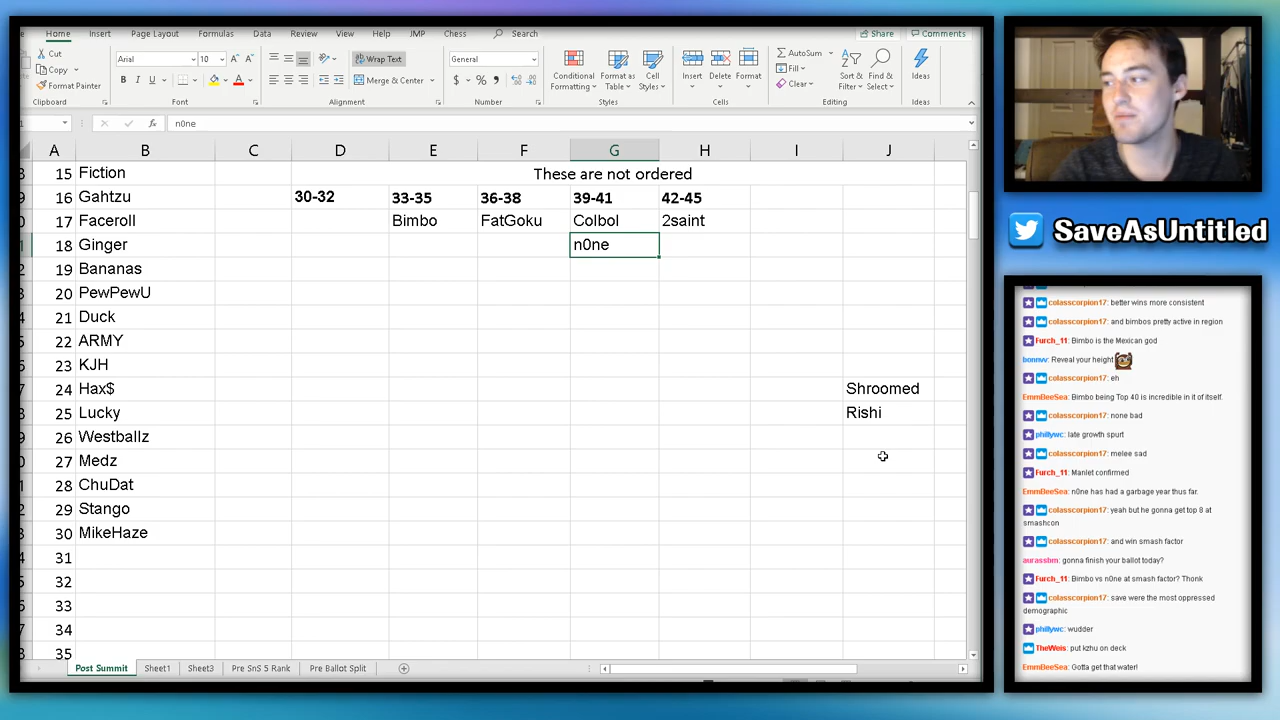 Home Insert Page Layout Formulas Data Review View Help JMP Chess Search Share Comments
Cut
Copy
Format Painter
Clipboard
Arial 10
B I U
Font
Wrap Text
Merge & Center
Alignment
General
$ % ,
Number
Conditional Formatting
Format as Table
Cell Styles
Styles
Insert Delete Format
Cells
AutoSum
Fill
Clear
Sort & Filter
Find & Select
Editing
Ideas
Ideas
n0ne
A B C D E F G H I J
15 Fiction These are not ordered
16 Gahtzu 30-32 33-35 36-38 39-41 42-45
17 Faceroll Bimbo FatGoku Colbol 2saint
18 Ginger n0ne
19 Bananas
20 PewPewU
21 Duck
22 ARMY
23 KJH
24 Hax$ Shroomed
25 Lucky Rishi
26 Westballz
27 Medz
28 ChuDat
29 Stango
30 MikeHaze
31
32
33
34
35
Post Summit Sheet1 Sheet3 Pre SnS 5 Rank Pre Ballot Split
SaveAsUntitled
colasscorpion17: better wins more consistent
colasscorpion17: and bimbos pretty active in region
Furch_11: Bimbo is the Mexican god
bonnvv: Reveal your height
colasscorpion17: eh
EmmBeeSea: Bimbo being Top 40 is incredible in it of itself.
colasscorpion17: none bad
phillywc: late growth spurt
colasscorpion17: melee sad
Furch_11: Manlet confirmed
EmmBeeSea: n0ne has had a garbage year thus far.
colasscorpion17: yeah but he gonna get top 8 at
smashcon
colasscorpion17: and win smash factor
aurassbm: gonna finish your ballot today?
Furch_11: Bimbo vs n0ne at smash factor? Thonk
colasscorpion17: save were the most oppressed
demographic
phillywc: wudder
TheWeis: put kzhu on deck
EmmBeeSea: Gotta get that water!